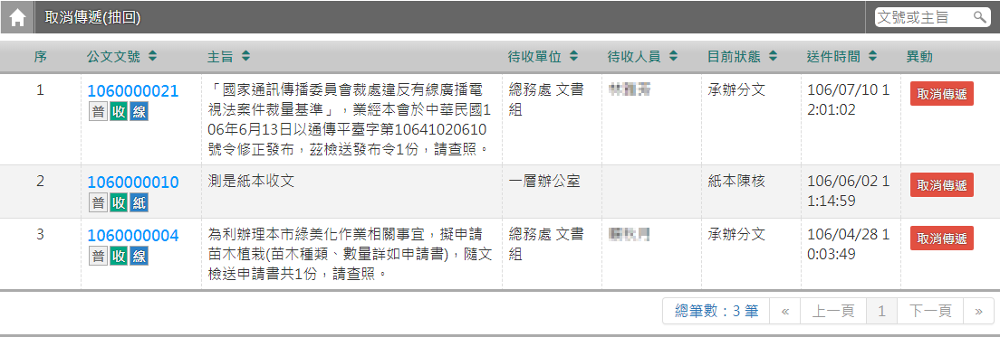 取消傳遞(抽回)
文號或主旨
序 公文文號 主旨 待收單位 待收人員 目前狀態 送件時間 異動
1 1060000021 「國家通訊傳播委員會裁處違反有線廣播電 總務處 文書 承辦分文 106/07/10 1 取消傳遞
普 收 線 視法案件裁量基準」，業經本會於中華民國1 組 2:01:02
06年6月13日以通傳平臺字第10641020610
號令修正發布，茲檢送發布令1份，請查照。
2 1060000010 測是紙本收文 一層辦公室 紙本陳核 106/06/02 1 取消傳遞
普 收 紙 1:14:59
3 1060000004 為利辦理本市綠美化作業相關事宜，擬申請 總務處 文書 承辦分文 106/04/28 1 取消傳遞
普 收 線 苗木植栽(苗木種類、數量詳如申請書)，隨文 組 0:03:49
檢送申請書共1份，請查照。
總筆數：3 筆 « 上一頁 1 下一頁 »